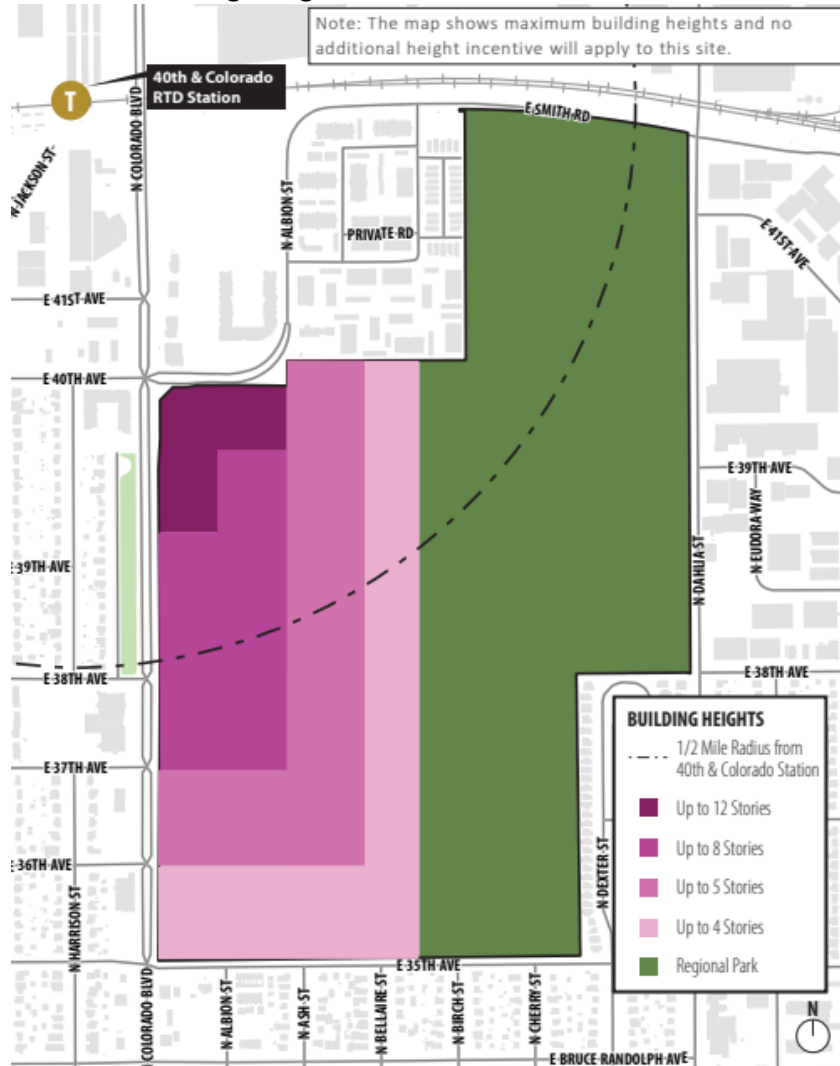 Note: The map shows maximum building heights and no
additional height incentive will apply to this site.
T
40th & Colorado
RTD Station
N COLORADO BLVD
E SMITH RD
N JACKSON ST
N ALBION ST
PRIVATE RD
E 41ST AVE
E 41ST AVE
E 40TH AVE
E 39TH AVE
N EUDORA WAY
N DAHLIA ST
E 39TH AVE
E 38TH AVE
E 38TH AVE
BUILDING HEIGHTS
1/2 Mile Radius from
40th & Colorado Station
Up to 12 Stories
Up to 8 Stories
Up to 5 Stories
Up to 4 Stories
Regional Park
E 37TH AVE
E 36TH AVE
N DEXTER ST
N HARRISON ST
E 35TH AVE
N COLORADO BLVD
N ALBION ST
N ASH ST
N BELLAIRE ST
N BIRCH ST
N CHERRY ST
N
E BRUCE RANDOLPH AVE